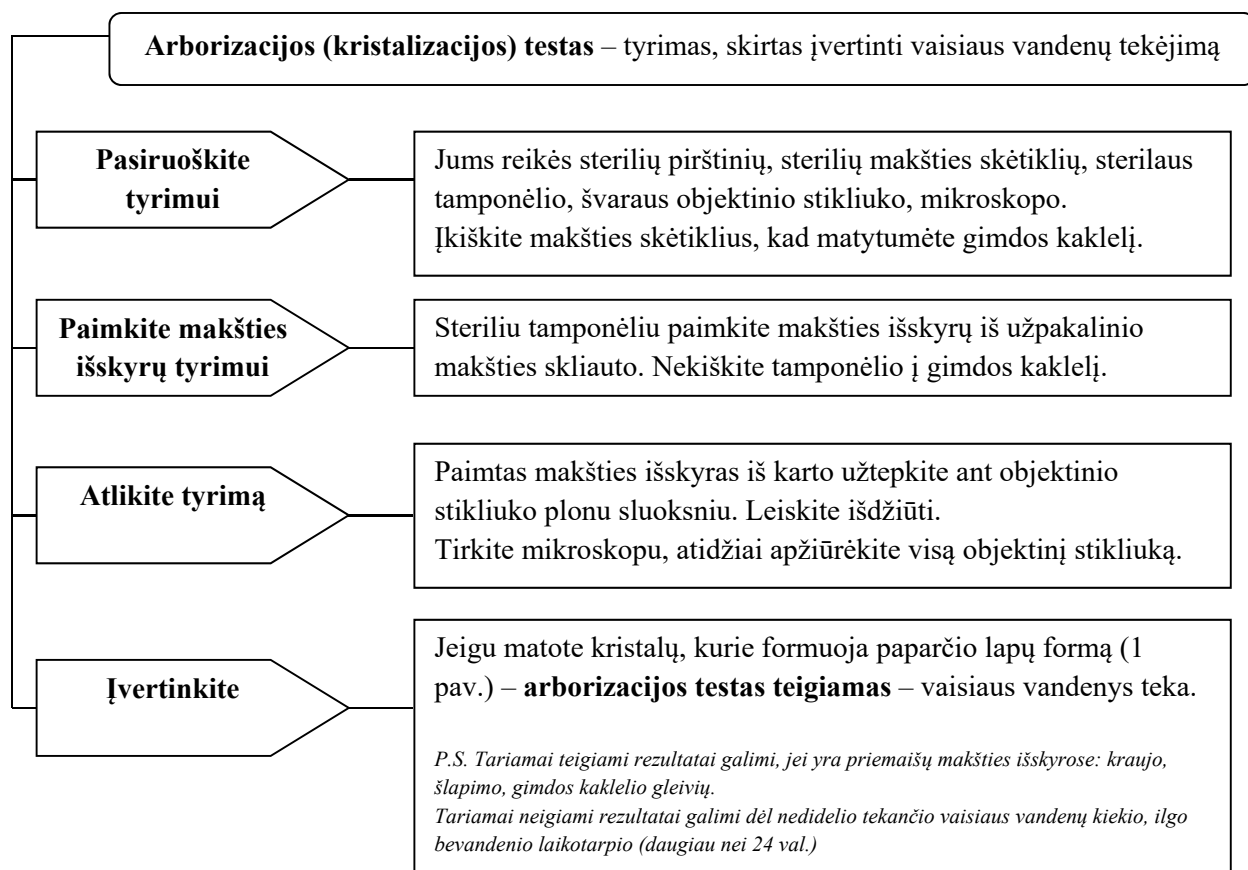 Arborizacijos (kristalizacijos) testas – tyrimas, skirtas įvertinti vaisiaus vandenų tekėjimą
Pasiruoškite
tyrimui
Jums reikės sterilių pirštinių, sterilių makšties skėtiklių, sterilaus
tamponėlio, švaraus objektinio stikliuko, mikroskopo.
Įkiškite makšties skėtiklius, kad matytumėte gimdos kaklelį.
Paimkite makšties
išskyrų tyrimui
Steriliu tamponėliu paimkite makšties išskyrų iš užpakalinio
makšties skliauto. Nekiškite tamponėlio į gimdos kaklelį.
Atlikite tyrimą
Paimtas makšties išskyras iš karto užtepkite ant objektinio
stikliuko plonu sluoksniu. Leiskite išdžiūti.
Tirkite mikroskopu, atidžiai apžiūrėkite visą objektinį stikliuką.
Įvertinkite
Jeigu matote kristalų, kurie formuoja paparčio lapų formą (1
pav.) – arborizacijos testas teigiamas – vaisiaus vandenys teka.
P.S. Tariamai teigiami rezultatai galimi, jei yra priemaišų makšties išskyrose: kraujo,
šlapimo, gimdos kaklelio gleivių.
Tariamai neigiami rezultatai galimi dėl nedidelio tekančio vaisiaus vandenų kiekio, ilgo
bevandenio laikotarpio (daugiau nei 24 val.)